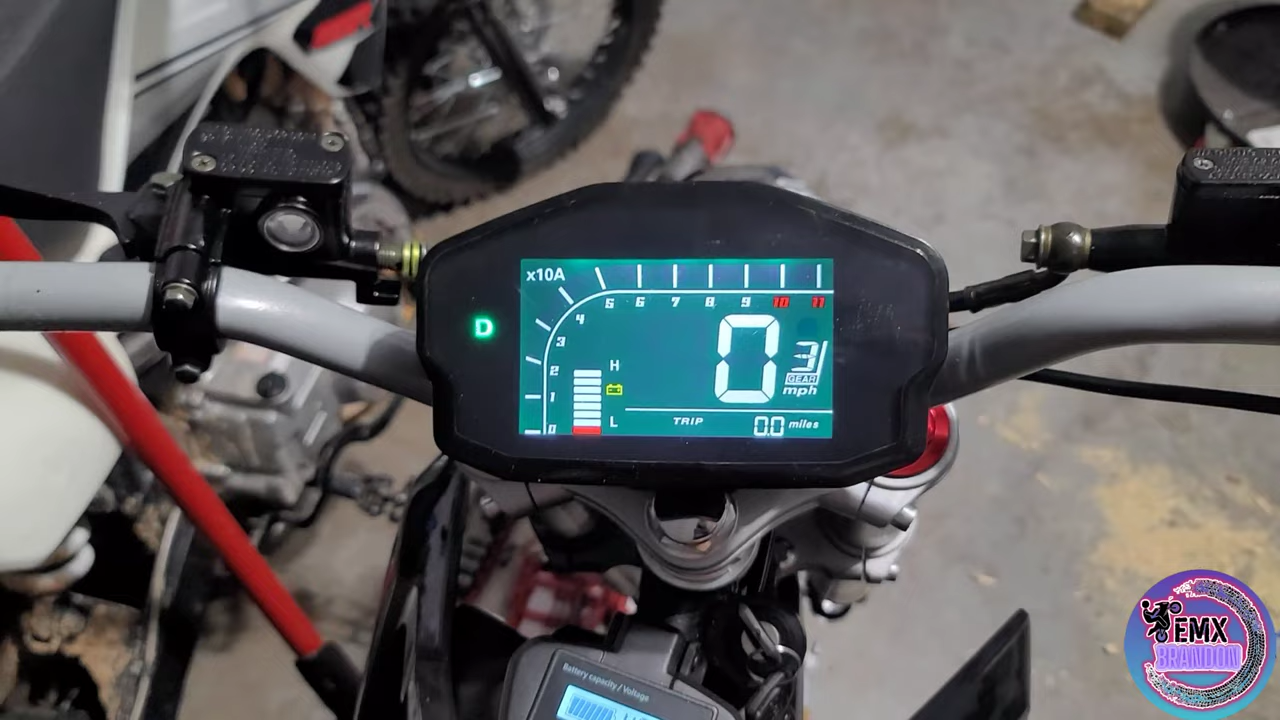 x10A
D
0 1 2 3 4 5 6 7 8 9 10 11
H
L
0
3
GEAR
mph
TRIP 0.0 miles
Battery capacity / Voltage
EMX
BRANDON